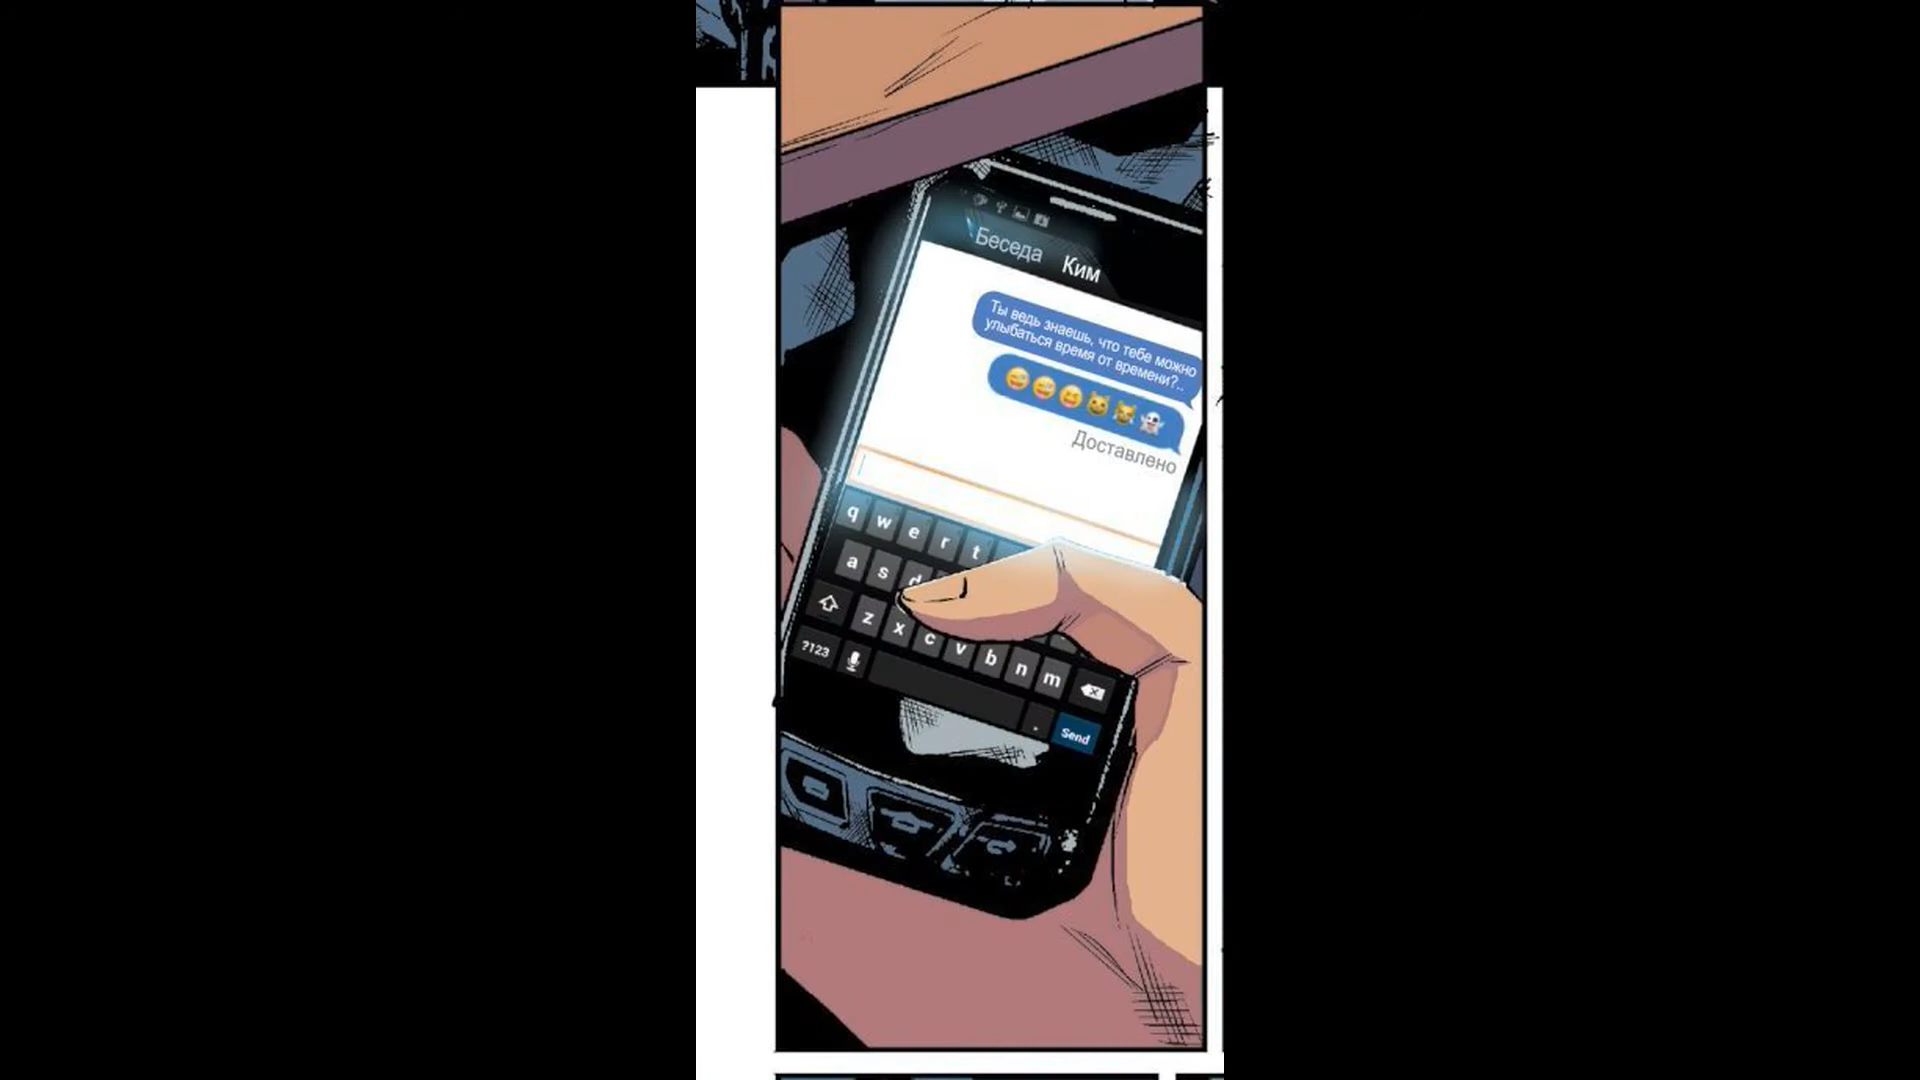 Беседа Ким
Ты ведь знаешь, что тебе можно
улыбаться время от времени?..
😜😜😝😺😹👻
Доставлено
q w e r t
a s d
z x c v b n m
?123 . Send